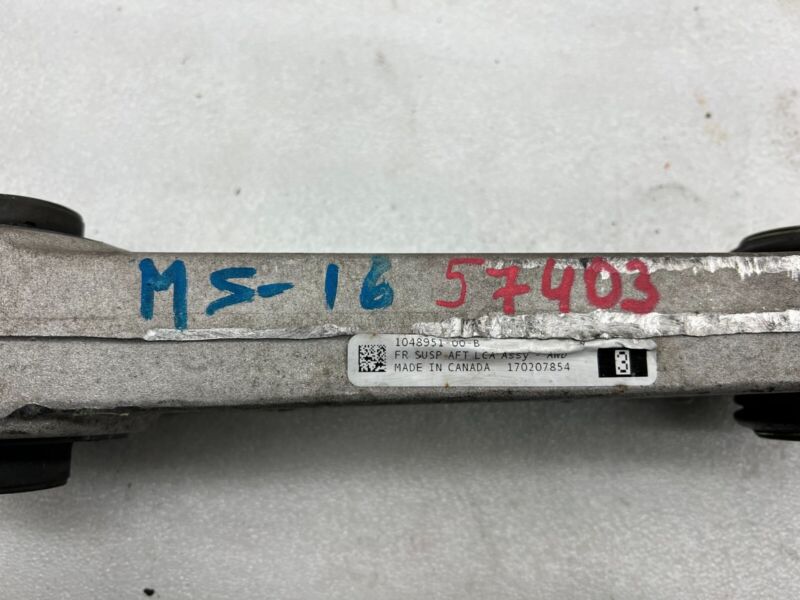 MS-16 57403
1048951-00-B
FR SUSP AFT LCA Assy - AWD
MADE IN CANADA 170207854
3